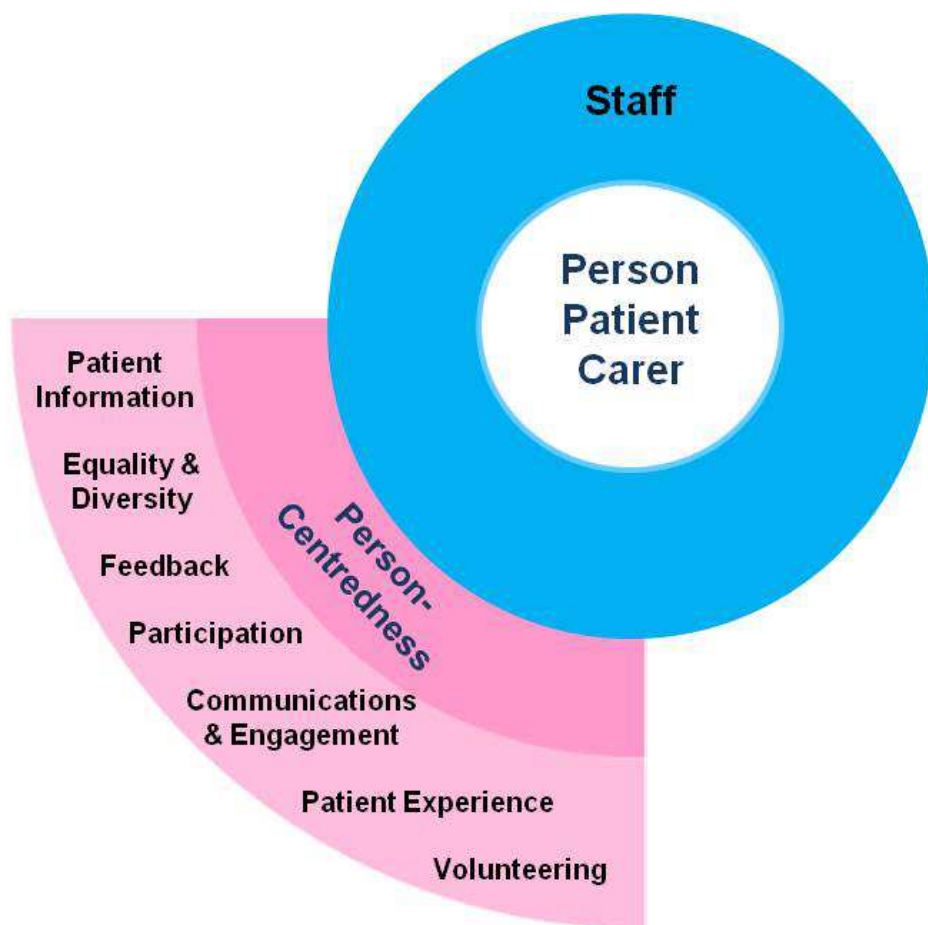 Staff
Person
Patient
Carer
Patient
Information
Equality &
Diversity
Feedback
Participation
Communications
& Engagement
Patient Experience
Volunteering
Person-
Centredness